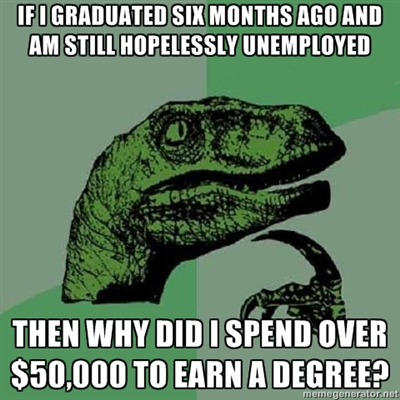 IF I GRADUATED SIX MONTHS AGO AND
AM STILL HOPELESSLY UNEMPLOYED
THEN WHY DID I SPEND OVER
$50,000 TO EARN A DEGREE?
memegenerator.net